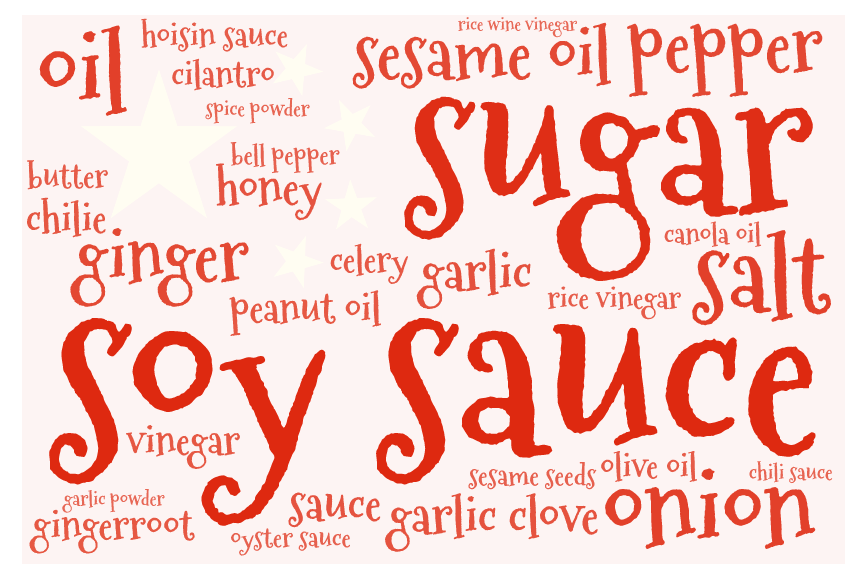 rice wine vinegar
oil
hoisin sauce
sesame oil
pepper
cilantro
spice powder
sugar
bell pepper
butter
honey
chilie
ginger
celery
garlic
canola oil
salt
peanut oil
rice vinegar
soy sauce
vinegar
sesame seeds
olive oil
chili sauce
garlic powder
gingerroot
sauce
garlic clove
onion
oyster sauce